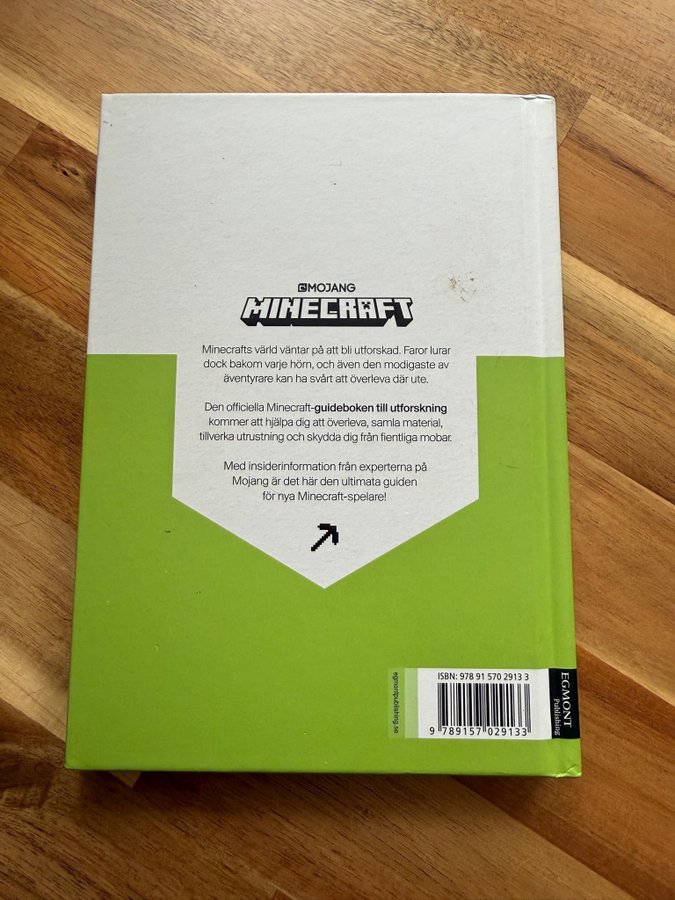 MOJANG
MINECRAFT
Minecrafts värld väntar på att bli utforskad. Faror lurar
dock bakom varje hörn, och även den modigaste av
äventyrare kan ha svårt att överleva där ute.
Den officiella Minecraft-guideboken till utforskning
kommer att hjälpa dig att överleva, samla material,
tillverka utrustning och skydda dig från fientliga mobar.
Med insiderinformation från experterna på
Mojang är det här den ultimata guiden
för nya Minecraft-spelare!
egmontpublishing.se
ISBN: 978 91 570 2913 3
9 789157 029133
EGMONT
Publishing